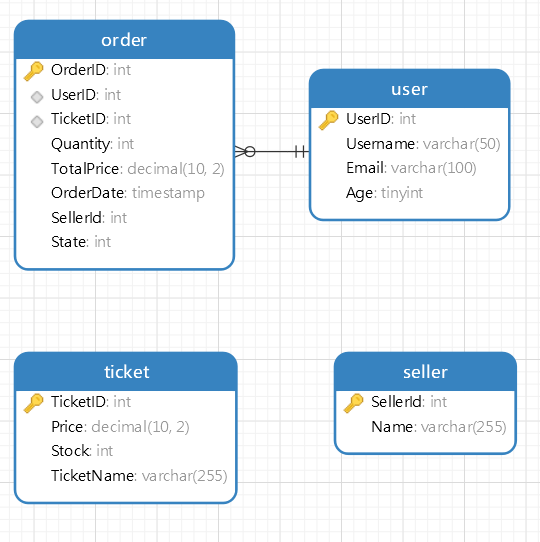 order
OrderID: int
UserID: int
TicketID: int
Quantity: int
TotalPrice: decimal(10, 2)
OrderDate: timestamp
SellerId: int
State: int
user
UserID: int
Username: varchar(50)
Email: varchar(100)
Age: tinyint
ticket
TicketID: int
Price: decimal(10, 2)
Stock: int
TicketName: varchar(255)
seller
SellerId: int
Name: varchar(255)